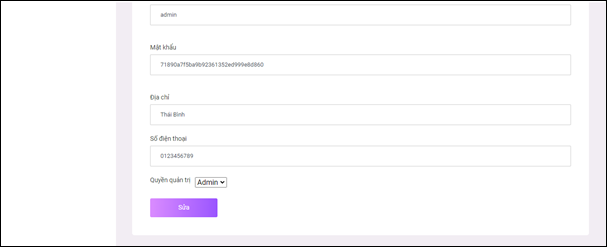 admin
Mật khẩu
71890a7f5ba9b92361352ed999e8d860
Địa chỉ
Thái Bình
Số điện thoại
0123456789
Quyền quản trị Admin
Sửa